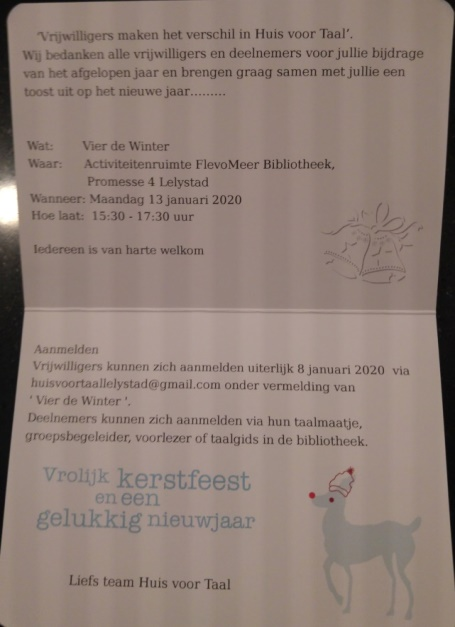 'Vrijwilligers maken het verschil in Huis voor Taal'.
Wij bedanken alle vrijwilligers en deelnemers voor jullie bijdrage
van het afgelopen jaar en brengen graag samen met jullie een
toost uit op het nieuwe jaar.........
Wat: Vier de Winter
Waar: Activiteitenruimte FlevoMeer Bibliotheek,
Promesse 4 Lelystad
Wanneer: Maandag 13 januari 2020
Hoe laat: 15:30 - 17:30 uur
Iedereen is van harte welkom
Aanmelden
Vrijwilligers kunnen zich aanmelden uiterlijk 8 januari 2020 via
huisvoortaallelystad@gmail.com onder vermelding van
' Vier de Winter '.
Deelnemers kunnen zich aanmelden via hun taalmaatje,
groepsbegeleider, voorlezer of taalgids in de bibliotheek.
Vrolijk kerstfeest
en een
gelukkig nieuwjaar
Liefs team Huis voor Taal